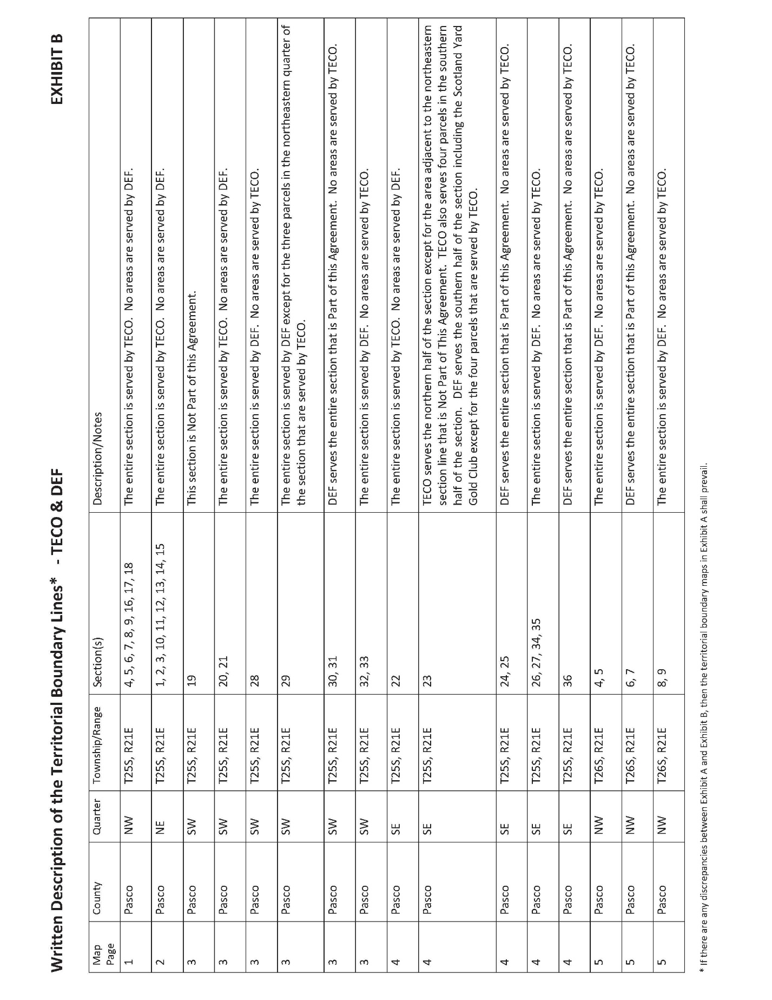 Written Description of the Territorial Boundary Lines*   - TECO & DEF   EXHIBIT B
Map Page   County   Quarter   Township/Range   Section(s)   Description/Notes
1   Pasco   NW   T25S, R21E   4, 5, 6, 7, 8, 9, 16, 17, 18   The entire section is served by TECO.  No areas are served by DEF.
2   Pasco   NE   T25S, R21E   1, 2, 3, 10, 11, 12, 13, 14, 15   The entire section is served by TECO.  No areas are served by DEF.
3   Pasco   SW   T25S, R21E   19   This section is Not Part of this Agreement.
3   Pasco   SW   T25S, R21E   20, 21   The entire section is served by TECO.  No areas are served by DEF.
3   Pasco   SW   T25S, R21E   28   The entire section is served by DEF.  No areas are served by TECO.
3   Pasco   SW   T25S, R21E   29   The entire section is served by DEF except for the three parcels in the northeastern quarter of
the section that are served by TECO.
3   Pasco   SW   T25S, R21E   30, 31   DEF serves the entire section that is Part of this Agreement.  No areas are served by TECO.
3   Pasco   SW   T25S, R21E   32, 33   The entire section is served by DEF.  No areas are served by TECO.
4   Pasco   SE   T25S, R21E   22   The entire section is served by TECO.  No areas are served by DEF.
4   Pasco   SE   T25S, R21E   23   TECO serves the northern half of the section except for the area adjacent to the northeastern
section line that is Not Part of This Agreement.  TECO also serves four parcels in the southern
half of the section.  DEF serves the southern half of the section including the Scotland Yard
Gold Club except for the four parcels that are served by TECO.
4   Pasco   SE   T25S, R21E   24, 25   DEF serves the entire section that is Part of this Agreement.  No areas are served by TECO.
4   Pasco   SE   T25S, R21E   26, 27, 34, 35   The entire section is served by DEF.  No areas are served by TECO.
4   Pasco   SE   T25S, R21E   36   DEF serves the entire section that is Part of this Agreement.  No areas are served by TECO.
5   Pasco   NW   T26S, R21E   4, 5   The entire section is served by DEF.  No areas are served by TECO.
5   Pasco   NW   T26S, R21E   6, 7   DEF serves the entire section that is Part of this Agreement.  No areas are served by TECO.
5   Pasco   NW   T26S, R21E   8, 9   The entire section is served by DEF.  No areas are served by TECO.
* If there are any discrepancies between Exhibit A and Exhibit B, then the territorial boundary maps in Exhibit A shall prevail.